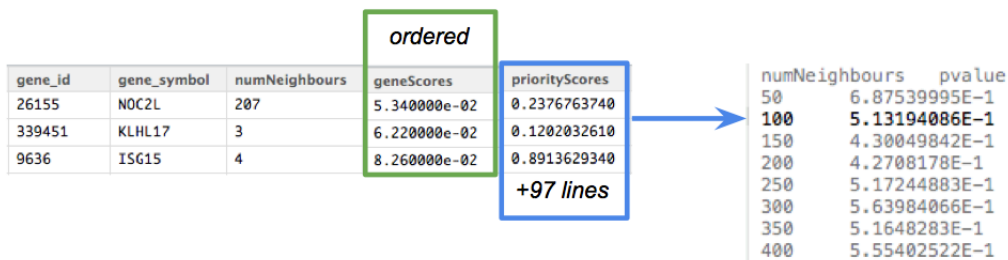 ordered
gene_id gene_symbol numNeighbours geneScores priorityScores
26155 NOC2L 207 5.340000e-02 0.2376763740
339451 KLHL17 3 6.220000e-02 0.1202032610
9636 ISG15 4 8.260000e-02 0.8913629340
+97 lines
numNeighbours pvalue
50 6.87539995E-1
100 5.13194086E-1
150 4.30049842E-1
200 4.2708178E-1
250 5.17244883E-1
300 5.63984066E-1
350 5.1648283E-1
400 5.55402522E-1